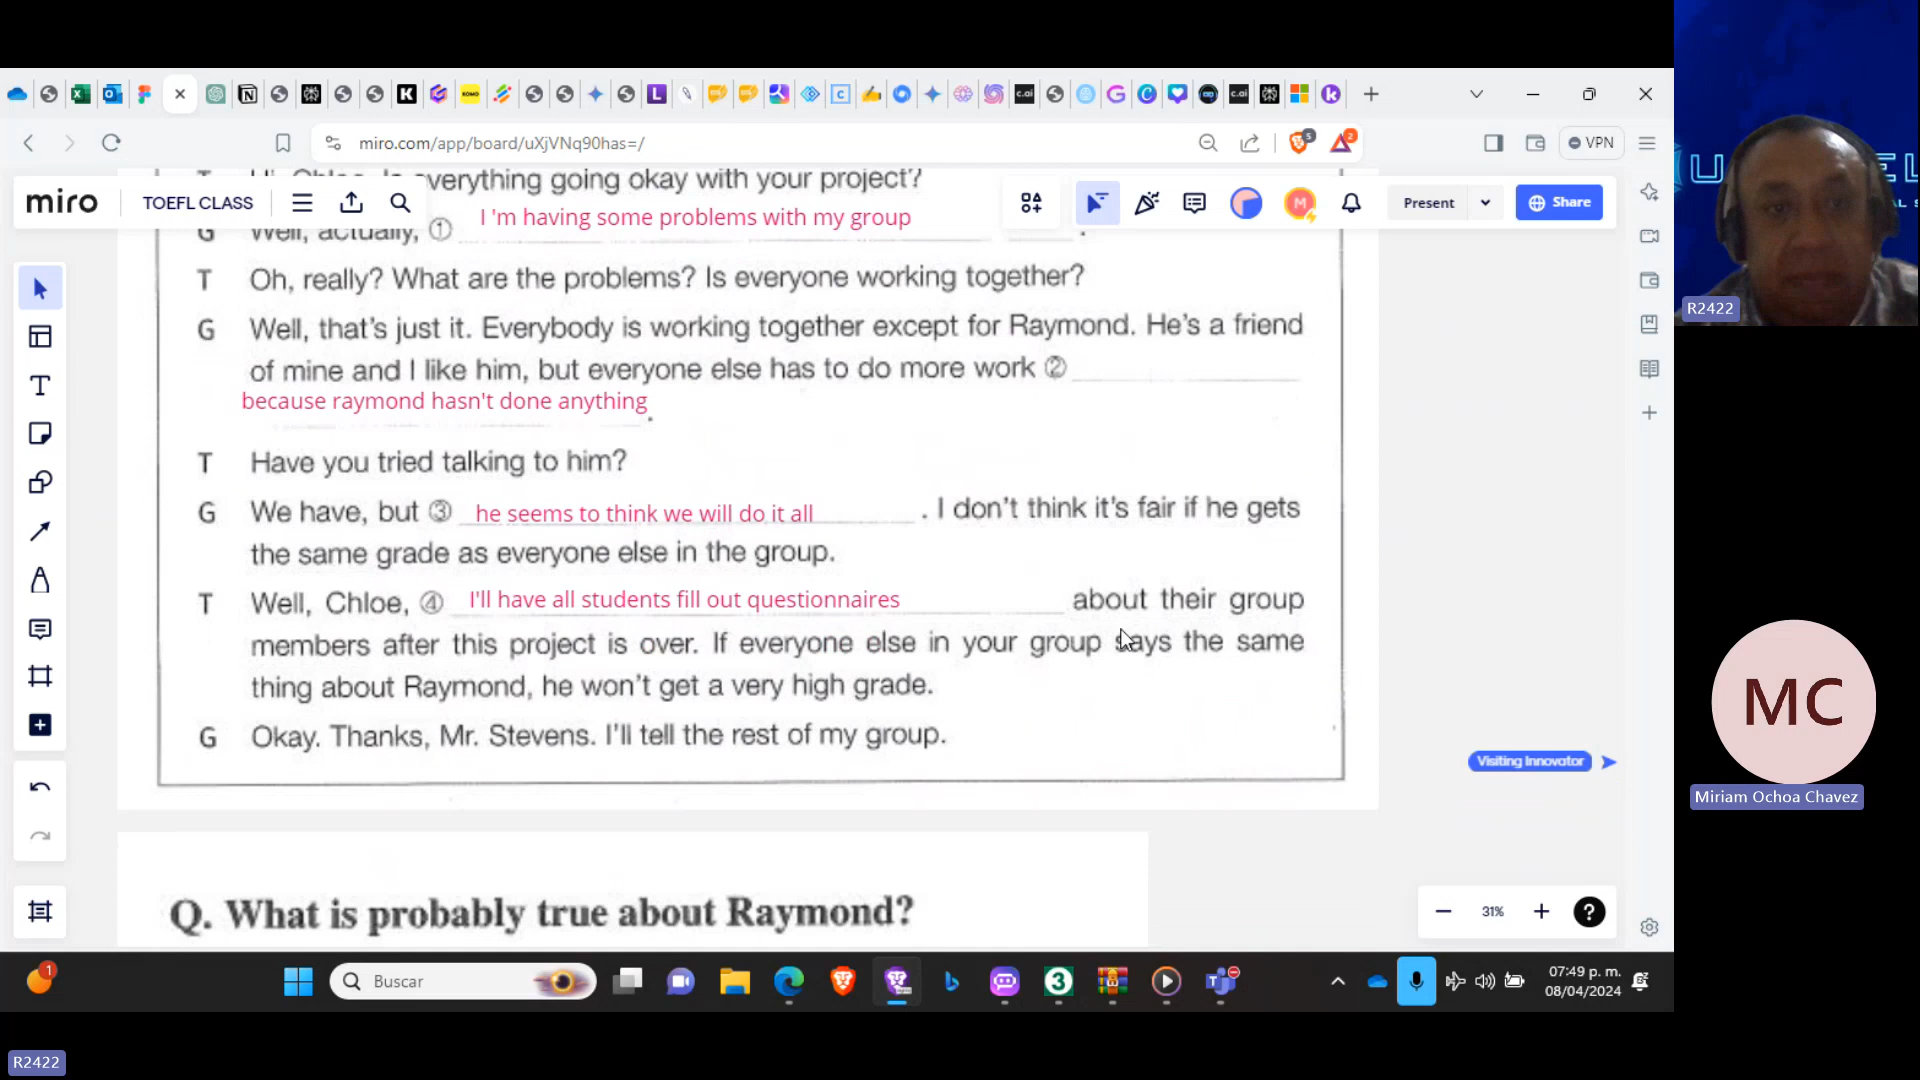 miro.com/app/board/uXjVNq90has=/
VPN
miro
TOEFL CLASS
Present
Share
T Hi, Chloe. Is everything going okay with your project?
G Well, actually, ① I 'm having some problems with my group .
T Oh, really? What are the problems? Is everyone working together?
G Well, that's just it. Everybody is working together except for Raymond. He's a friend
of mine and I like him, but everyone else has to do more work ②
because raymond hasn't done anything .
T Have you tried talking to him?
G We have, but ③ he seems to think we will do it all . I don't think it's fair if he gets
the same grade as everyone else in the group.
T Well, Chloe, ④ I'll have all students fill out questionnaires about their group
members after this project is over. If everyone else in your group says the same
thing about Raymond, he won't get a very high grade.
G Okay. Thanks, Mr. Stevens. I'll tell the rest of my group.
Visiting Innovator
Q. What is probably true about Raymond?
31%
Buscar
07:49 p. m.
08/04/2024
R2422
MC
Miriam Ochoa Chavez
R2422